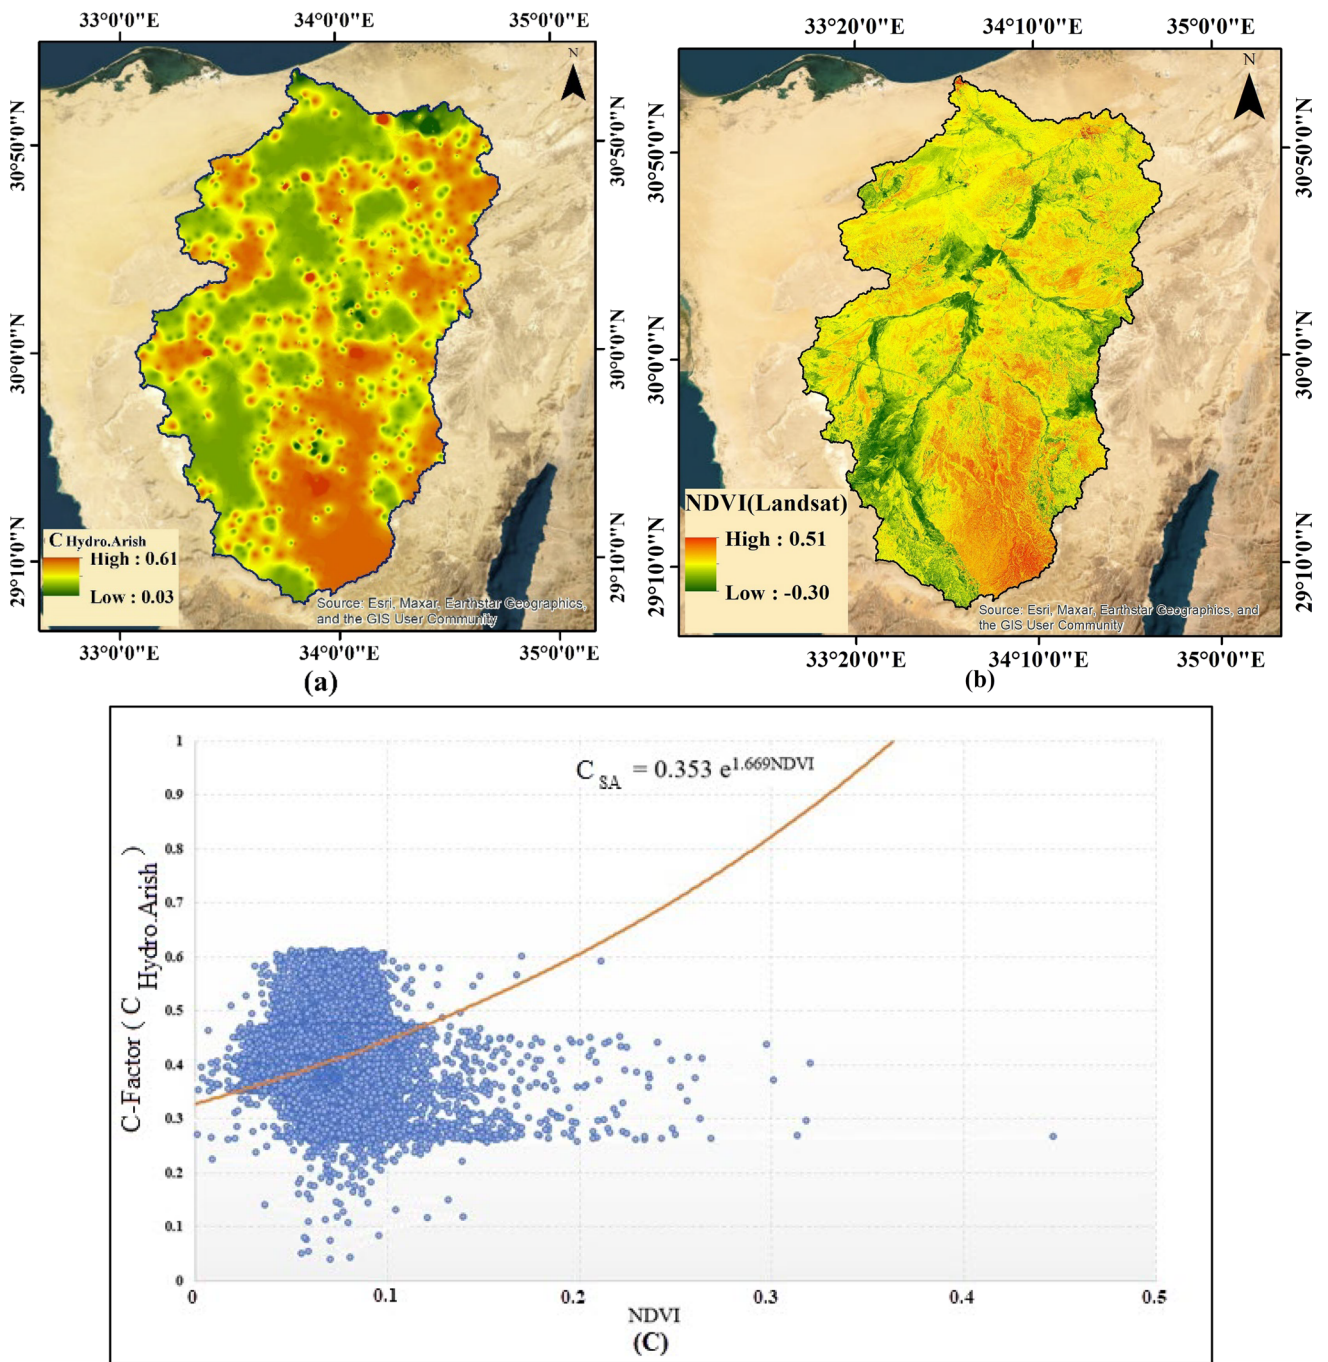 33°0'0"E 34°0'0"E 35°0'0"E
33°20'0"E 34°10'0"E 35°0'0"E
N
N
30°50'0"N
30°0'0"N
29°10'0"N
30°50'0"N
30°0'0"N
29°10'0"N
30°50'0"N
30°0'0"N
29°10'0"N
30°50'0"N
30°0'0"N
29°10'0"N
C Hydro.Arish
High : 0.61
Low : 0.03
Source: Esri, Maxar, Earthstar Geographics,
and the GIS User Community
NDVI(Landsat)
High : 0.51
Low : -0.30
Source: Esri, Maxar, Earthstar Geographics, and
the GIS User Community
33°0'0"E 34°0'0"E 35°0'0"E
33°20'0"E 34°10'0"E 35°0'0"E
(a)
(b)
C SA = 0.353 e^1.669NDVI
C-Factor ( C Hydro.Arish )
1
0.9
0.8
0.7
0.6
0.5
0.4
0.3
0.2
0.1
0
0 0.1 0.2 0.3 0.4 0.5
NDVI
(C)